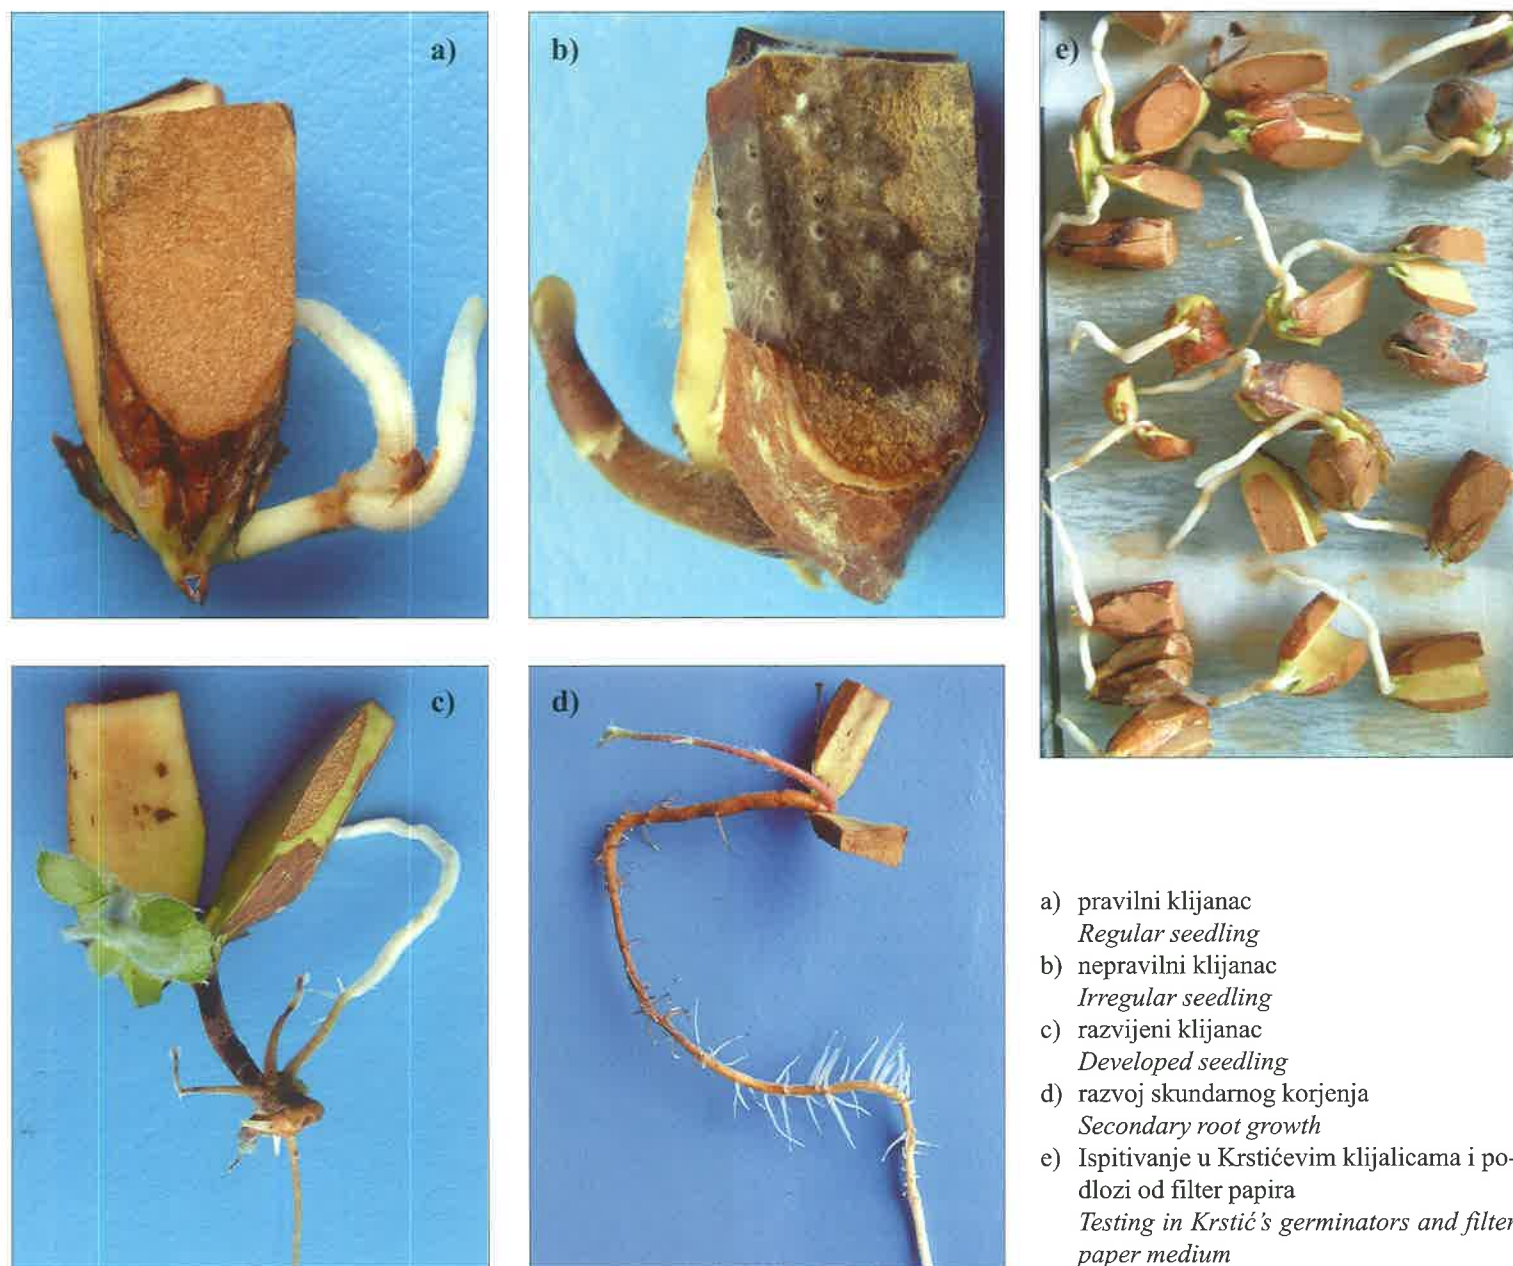 a)
b)
e)
c)
d)
a) pravilni klijanac
Regular seedling
b) nepravilni klijanac
Irregular seedling
c) razvijeni klijanac
Developed seedling
d) razvoj skundarnog korjenja
Secondary root growth
e) Ispitivanje u Krstićevim klijalicama i po-
dlozi od filter papira
Testing in Krstić's germinators and filter
paper medium